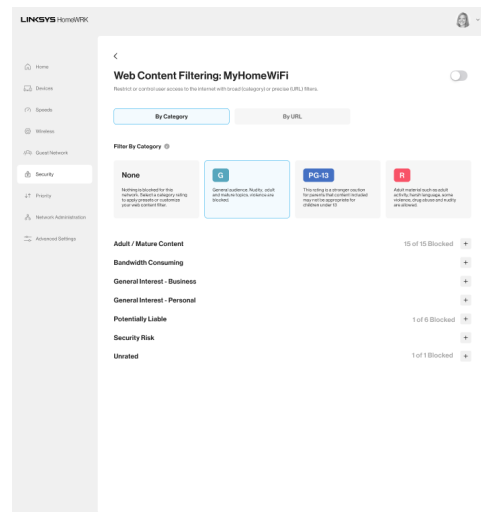 LINKSYS HomeWRK
Home
Devices
Speeds
Wireless
Guest Network
Security
Priority
Network Administration
Advanced Settings
Web Content Filtering: MyHomeWiFi
Restrict or control user access to the internet with broad (category) or precise (URL) filters.
By Category
By URL
Filter By Category
None
Nothing is blocked for this
network. Select a category rating
to apply presets or customize
your web content filter.
G
General audience. Nudity, adult
and mature topics, violence are
blocked.
PG-13
This rating is a stronger caution
for parents that content included
may not be appropriate for
children under 13
R
Adult material such as adult
activity, harsh language, some
violence, drug abuse and nudity
are allowed.
Adult / Mature Content 15 of 15 Blocked +
Bandwidth Consuming +
General Interest - Business +
General Interest - Personal +
Potentially Liable 1 of 6 Blocked +
Security Risk +
Unrated 1 of 1 Blocked +